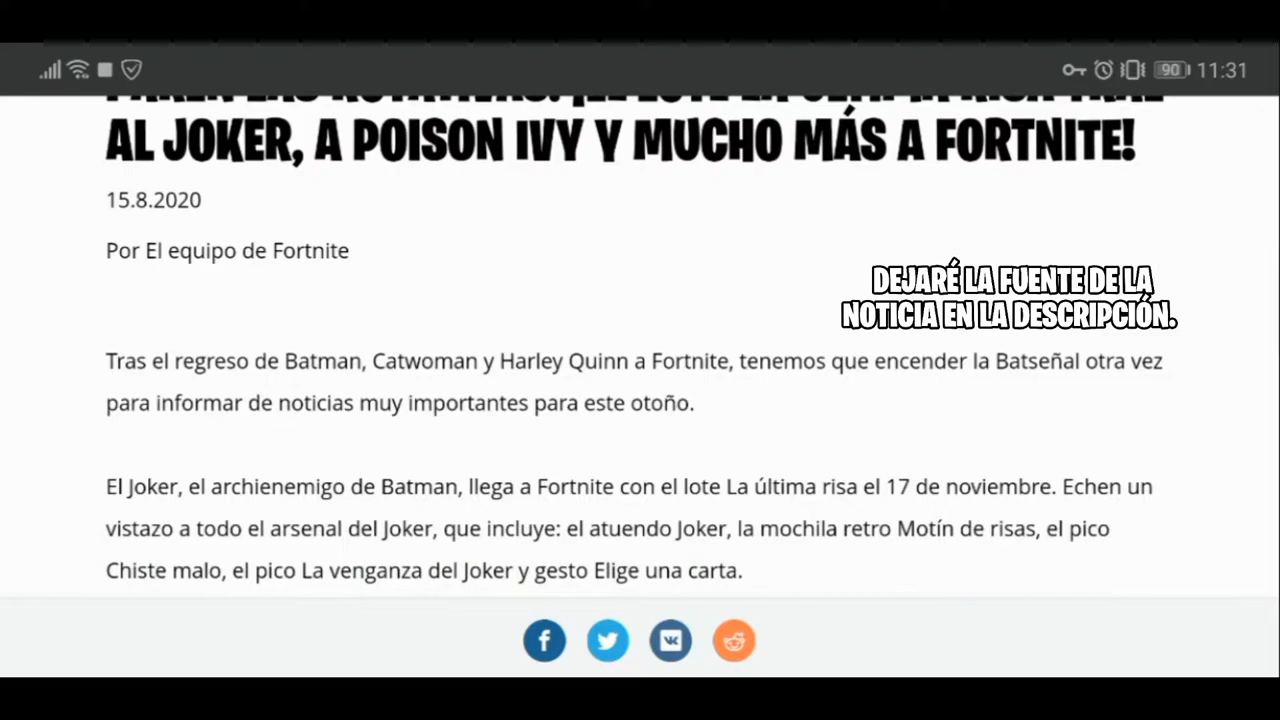 90 11:31
AL JOKER, A POISON IVY Y MUCHO MÁS A FORTNITE!
15.8.2020
Por El equipo de Fortnite
DEJARÉ LA FUENTE DE LA
NOTICIA EN LA DESCRIPCIÓN.
Tras el regreso de Batman, Catwoman y Harley Quinn a Fortnite, tenemos que encender la Batseñal otra vez
para informar de noticias muy importantes para este otoño.
El Joker, el archienemigo de Batman, llega a Fortnite con el lote La última risa el 17 de noviembre. Echen un
vistazo a todo el arsenal del Joker, que incluye: el atuendo Joker, la mochila retro Motín de risas, el pico
Chiste malo, el pico La venganza del Joker y gesto Elige una carta.